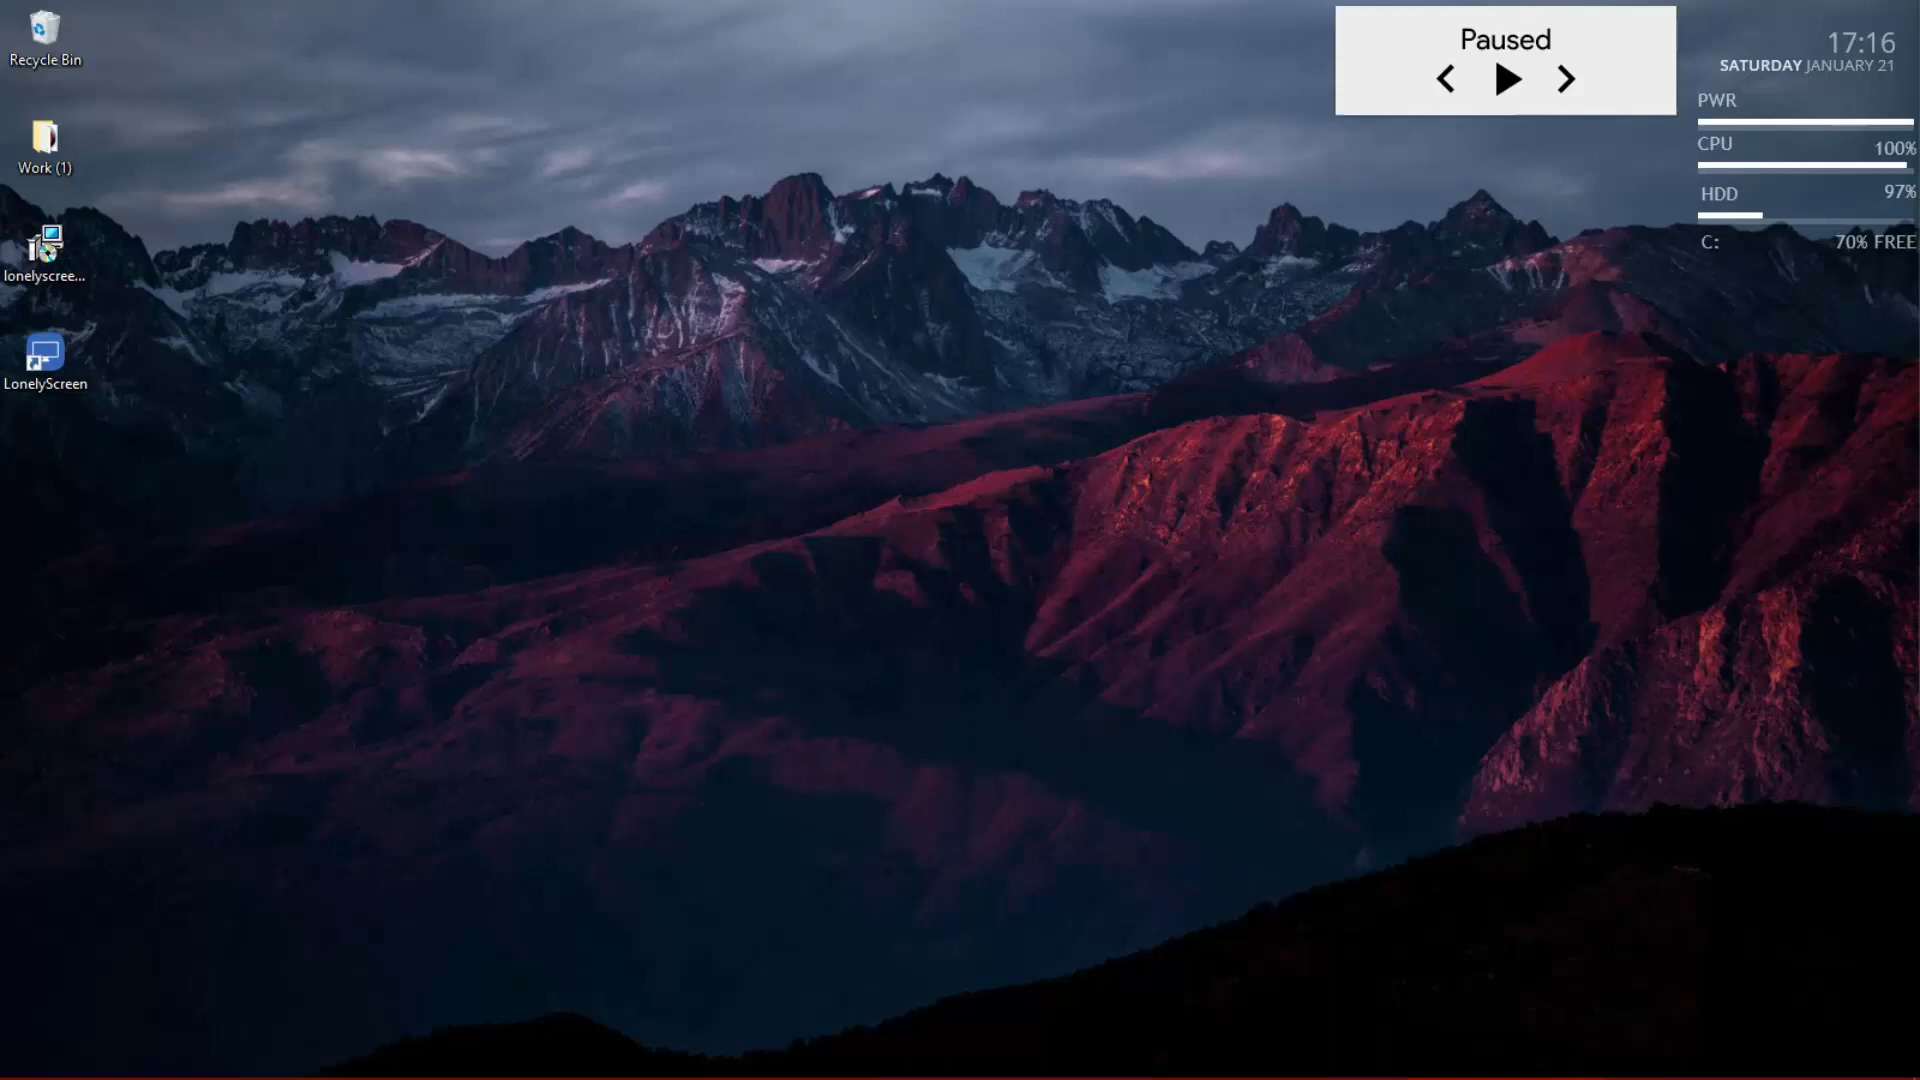 Recycle Bin
Work (1)
lonelyscree...
LonelyScreen
Paused
17:16
SATURDAY JANUARY 21
PWR
CPU 100%
HDD 97%
C: 70% FREE